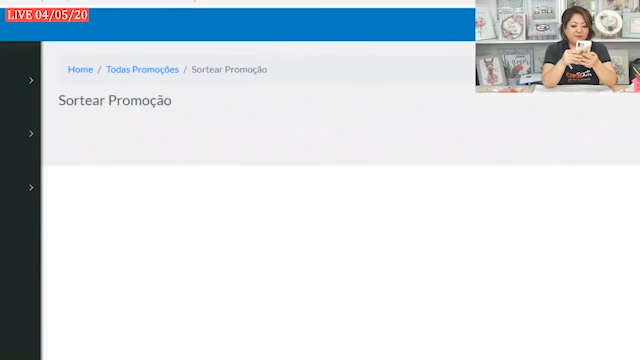 LIVE 04/05/20
Home / Todas Promoções / Sortear Promoção
Sortear Promoção